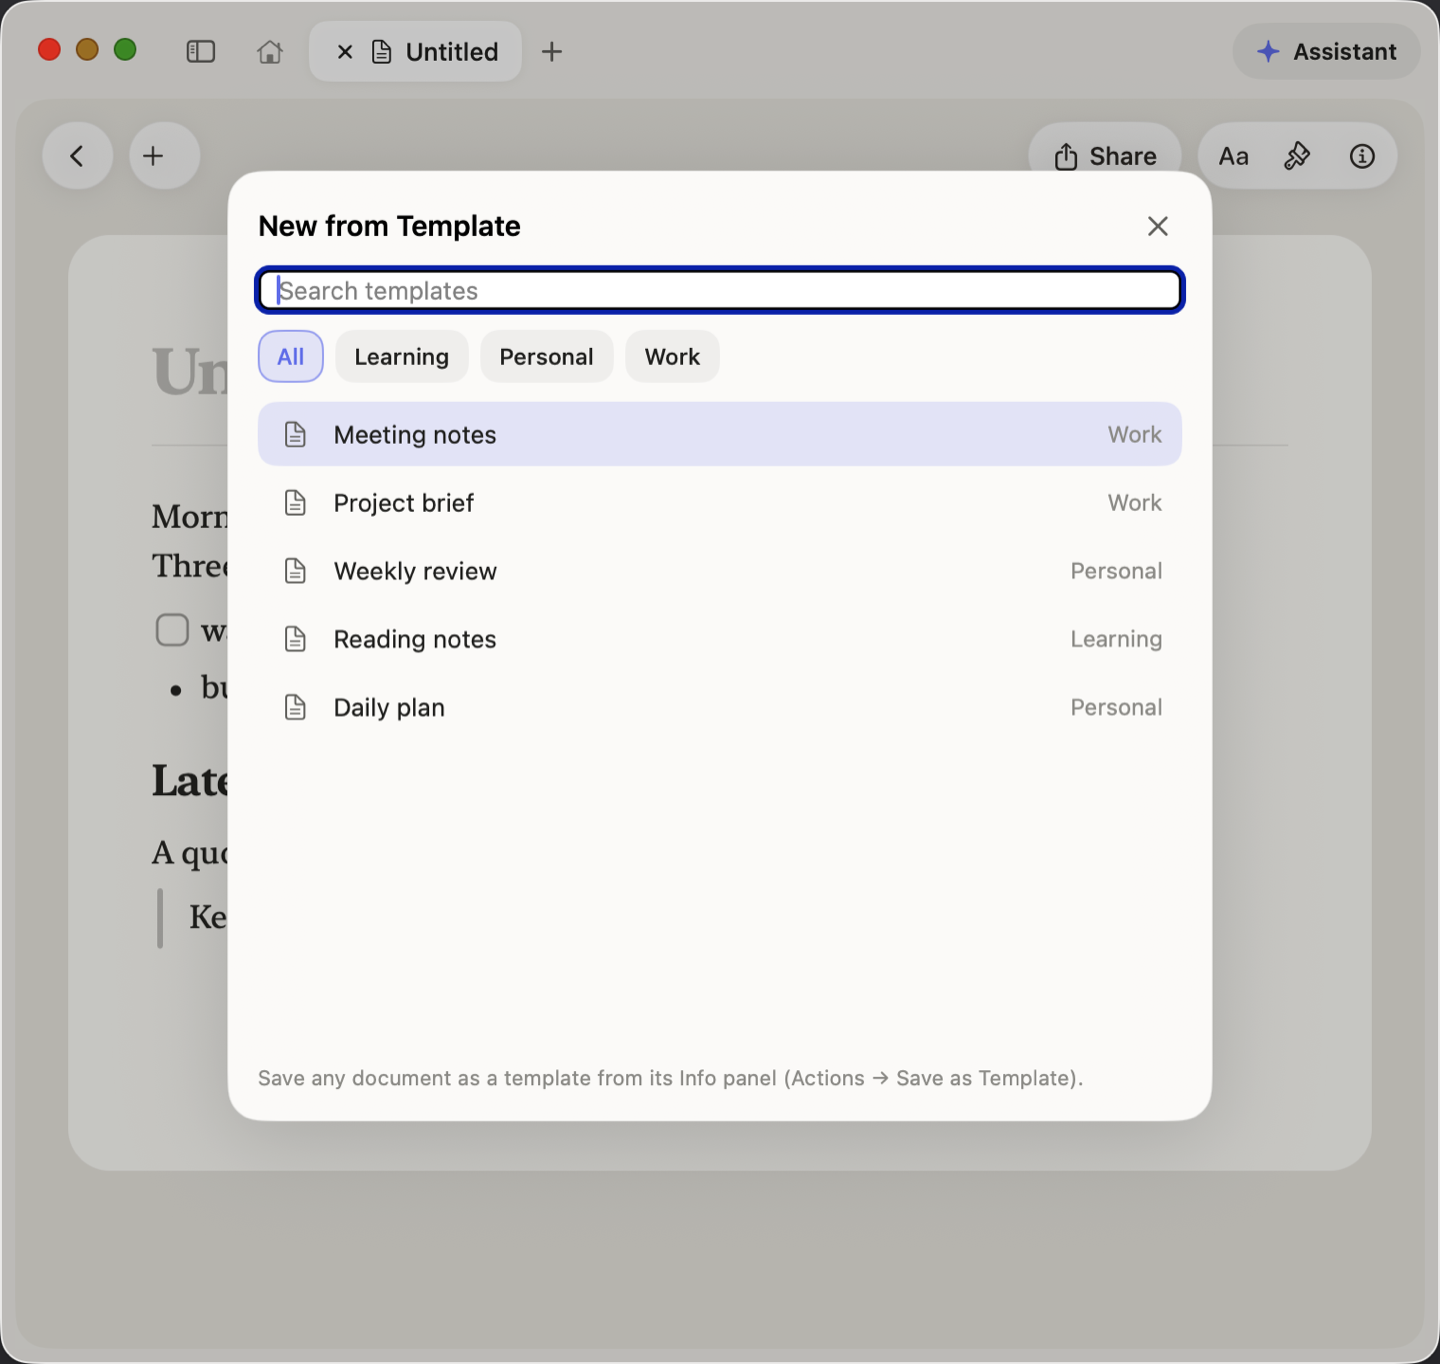 Untitled
Assistant
Share
Aa
New from Template
Search templates
All
Learning
Personal
Work
Meeting notes
Work
Project brief
Work
Weekly review
Personal
Reading notes
Learning
Daily plan
Personal
A
Save any document as a template from its Info panel (Actions → Save as Template).